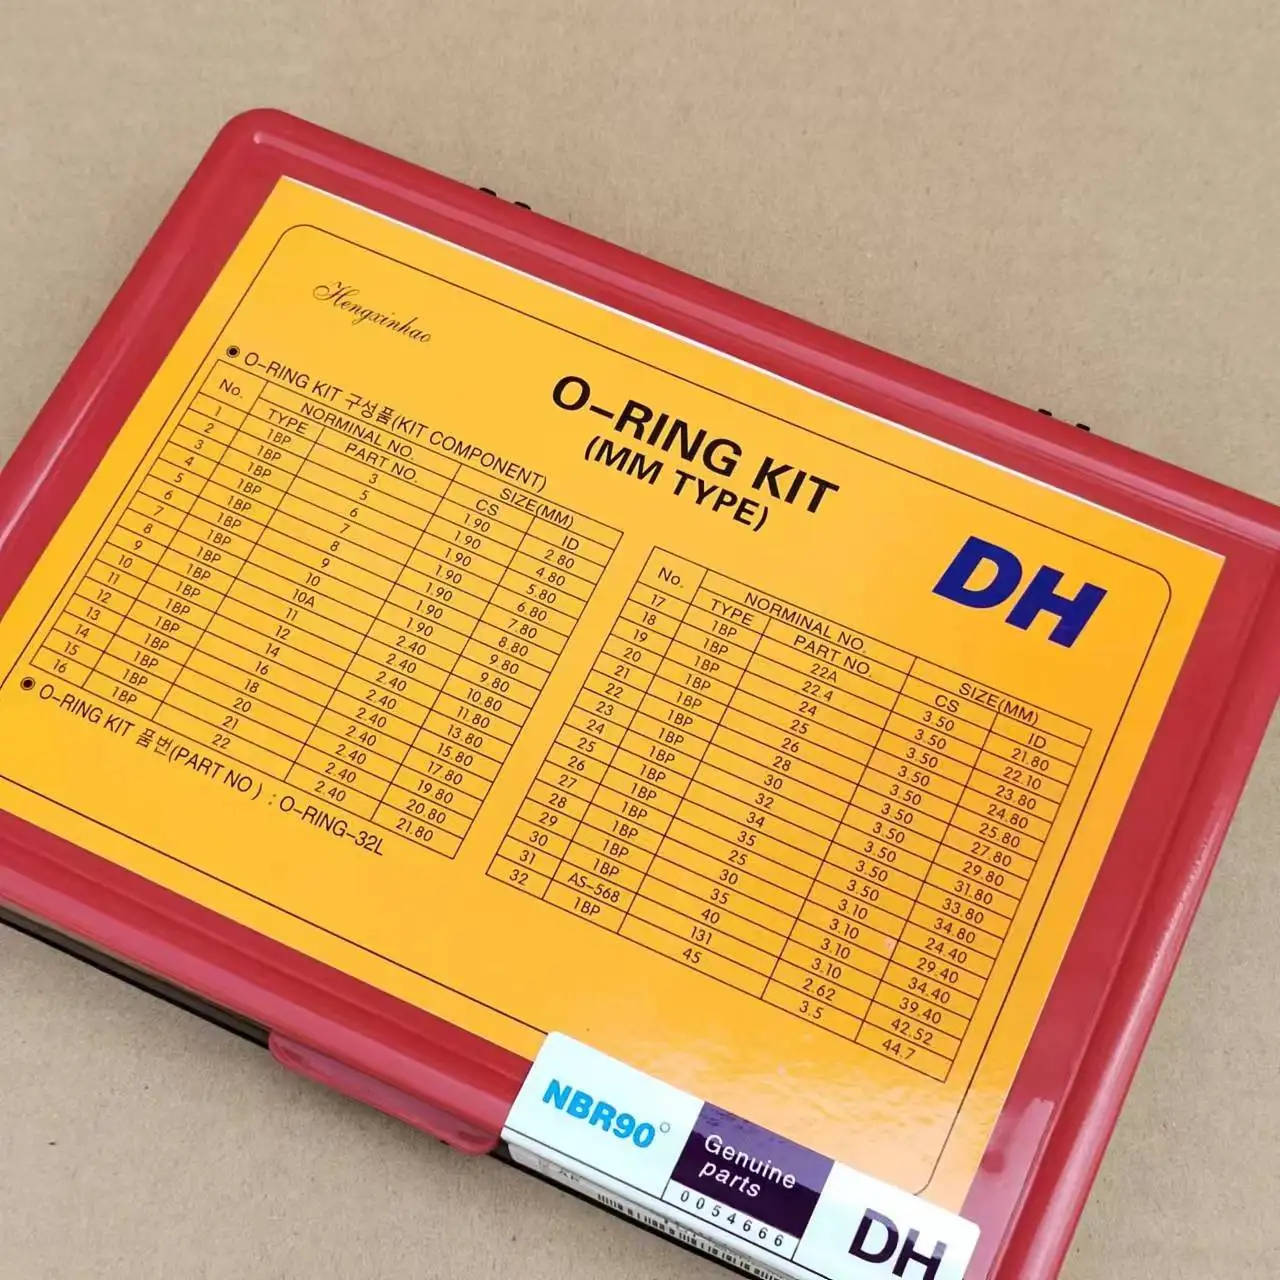 Hengxinhao
O-RING KIT
(MM TYPE)
DH
◉ O-RING KIT 구성품(KIT COMPONENT)
No. NORMINAL NO. SIZE(MM)
TYPE PART NO. CS ID
1 1BP 3 1.90 2.80
2 1BP 5 1.90 4.80
3 1BP 6 1.90 5.80
4 1BP 7 1.90 6.80
5 1BP 8 1.90 7.80
6 1BP 9 1.90 8.80
7 1BP 10 1.90 9.80
8 1BP 10A 2.40 9.80
9 1BP 11 2.40 10.80
10 1BP 12 2.40 11.80
11 1BP 14 2.40 13.80
12 1BP 16 2.40 15.80
13 1BP 18 2.40 17.80
14 1BP 20 2.40 19.80
15 1BP 21 2.40 20.80
16 1BP 22 2.40 21.80
◉ O-RING KIT 품번(PART NO) : O-RING-32L
No. NORMINAL NO. SIZE(MM)
TYPE PART NO. CS ID
17 1BP 22A 3.50 21.80
18 1BP 22.4 3.50 22.10
19 1BP 24 3.50 23.80
20 1BP 25 3.50 24.80
21 1BP 26 3.50 25.80
22 1BP 28 3.50 27.80
23 1BP 30 3.50 29.80
24 1BP 32 3.50 31.80
25 1BP 34 3.50 33.80
26 1BP 35 3.50 34.80
27 1BP 25 3.10 24.40
28 1BP 30 3.10 29.40
29 1BP 35 3.10 34.40
30 1BP 40 3.10 39.40
31 AS-568 131 2.62 42.52
32 1BP 45 3.5 44.7
NBR90°
Genuine
parts
0054666
DH